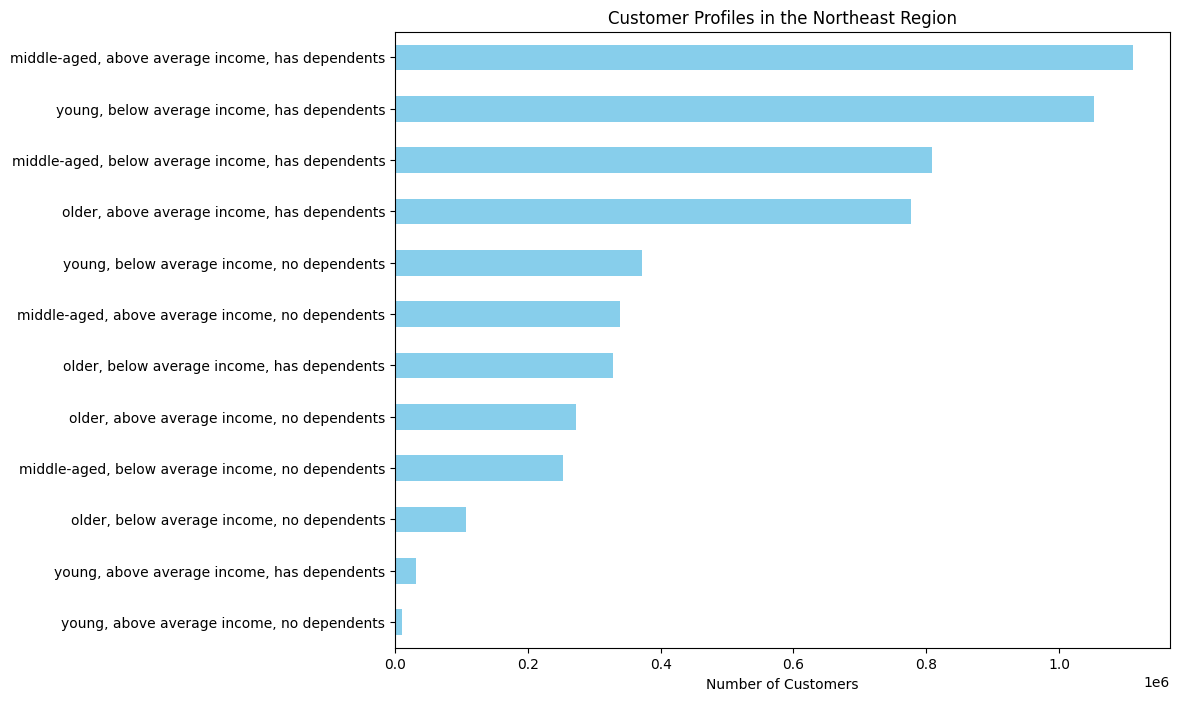 Customer Profiles in the Northeast Region
middle-aged, above average income, has dependents
young, below average income, has dependents
middle-aged, below average income, has dependents
older, above average income, has dependents
young, below average income, no dependents
middle-aged, above average income, no dependents
older, below average income, has dependents
older, above average income, no dependents
middle-aged, below average income, no dependents
older, below average income, no dependents
young, above average income, has dependents
young, above average income, no dependents
0.0 0.2 0.4 0.6 0.8 1.0
1e6
Number of Customers